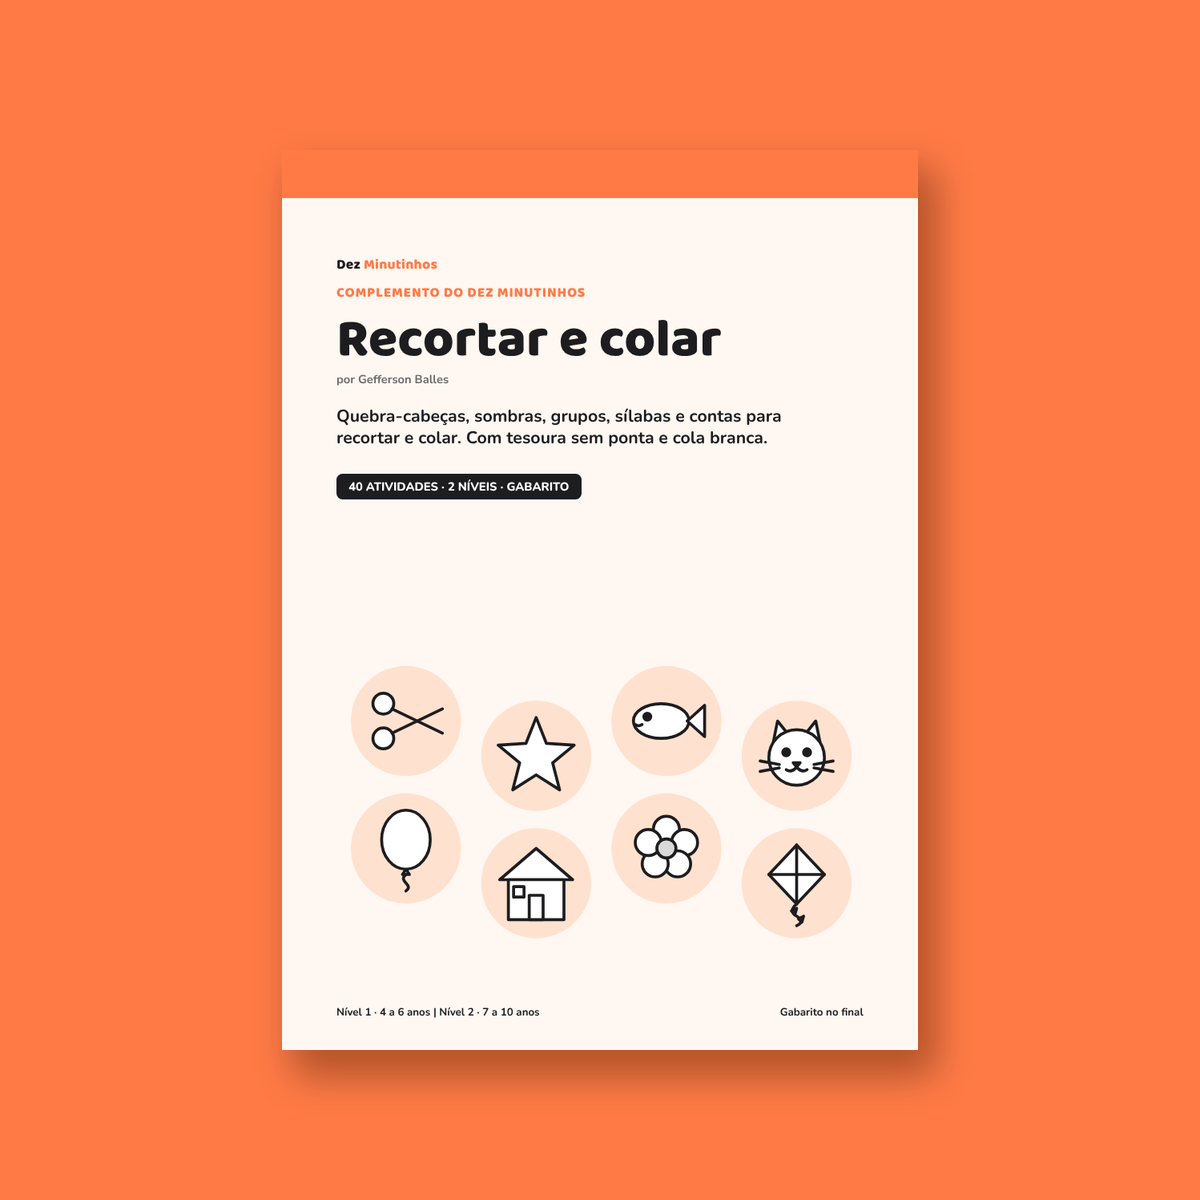 Dez Minutinhos
COMPLEMENTO DO DEZ MINUTINHOS
Recortar e colar
por Gefferson Balles
Quebra-cabeças, sombras, grupos, sílabas e contas para
recortar e colar. Com tesoura sem ponta e cola branca.
40 ATIVIDADES · 2 NÍVEIS · GABARITO
Nível 1 · 4 a 6 anos | Nível 2 · 7 a 10 anos
Gabarito no final